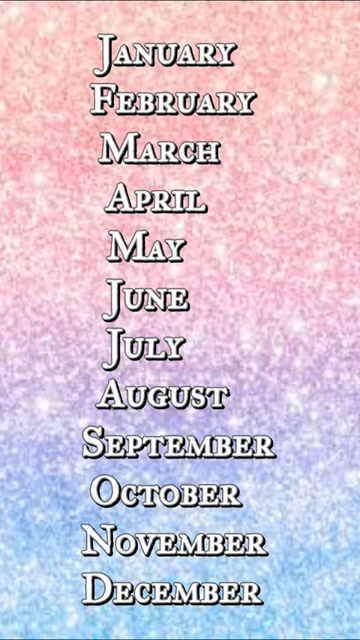 January
February
March
April
May
June
July
August
September
October
November
December